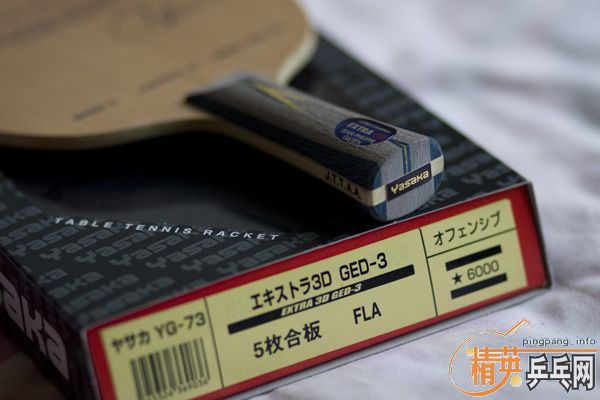 EXTRA
J.T.T.A.A.
Yasaka
TABLE TENNIS RACKET
ヤサカ YG-73
エキストラ3D GED-3
EXTRA 3D GED-3
5枚合板 FLA
オフェンシブ
★6000
pingpang.info
精英乒乓网